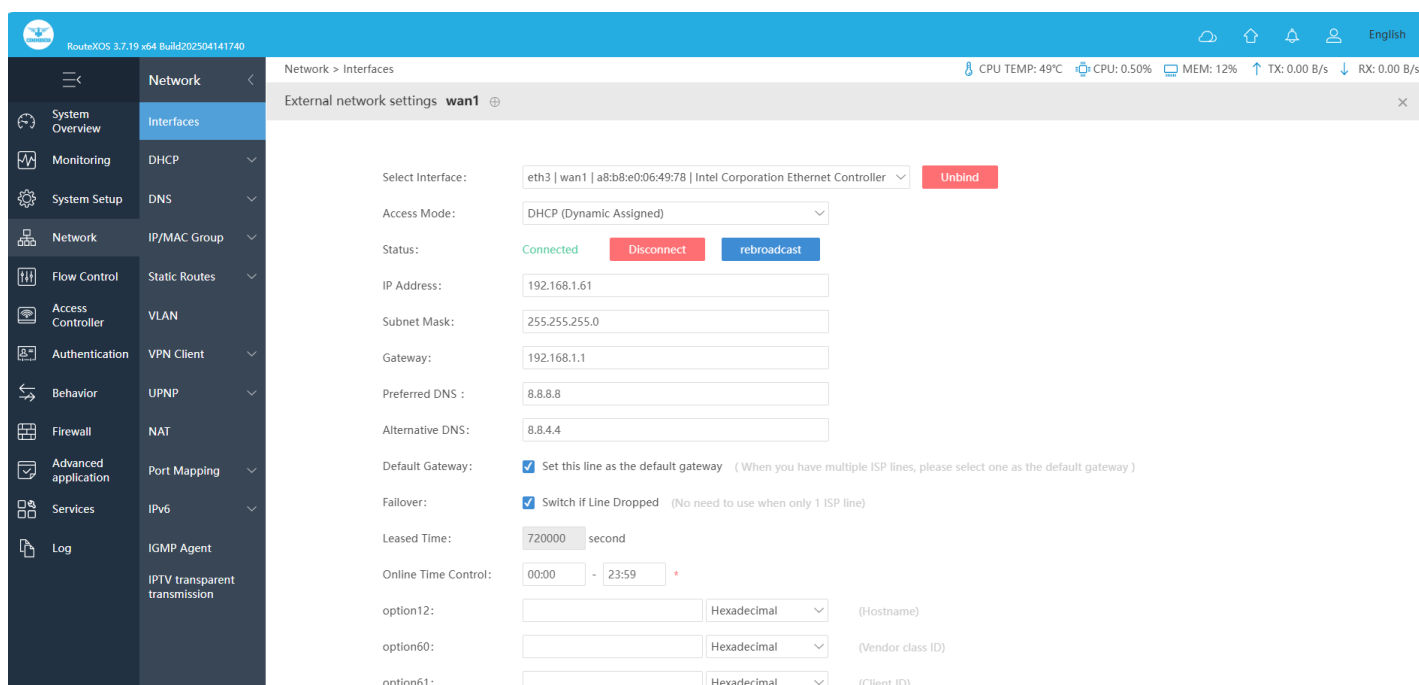 RouteXOS 3.7.19 x64 Build202504141740
English
Network
Network > Interfaces
CPU TEMP: 49℃ CPU: 0.50% MEM: 12% TX: 0.00 B/s RX: 0.00 B/s
External network settings wan1
System Overview
Monitoring
System Setup
Network
Flow Control
Access Controller
Authentication
Behavior
Firewall
Advanced application
Services
Log
Interfaces
DHCP
DNS
IP/MAC Group
Static Routes
VLAN
VPN Client
UPNP
NAT
Port Mapping
IPv6
IGMP Agent
IPTV transparent transmission
Select Interface: eth3 | wan1 | a8:b8:e0:06:49:78 | Intel Corporation Ethernet Controller Unbind
Access Mode: DHCP (Dynamic Assigned)
Status: Connected Disconnect rebroadcast
IP Address: 192.168.1.61
Subnet Mask: 255.255.255.0
Gateway: 192.168.1.1
Preferred DNS : 8.8.8.8
Alternative DNS: 8.8.4.4
Default Gateway: Set this line as the default gateway ( When you have multiple ISP lines, please select one as the default gateway )
Failover: Switch if Line Dropped (No need to use when only 1 ISP line)
Leased Time: 720000 second
Online Time Control: 00:00 - 23:59 *
option12: Hexadecimal (Hostname)
option60: Hexadecimal (Vendor class ID)
option61: Hexadecimal (Client ID)